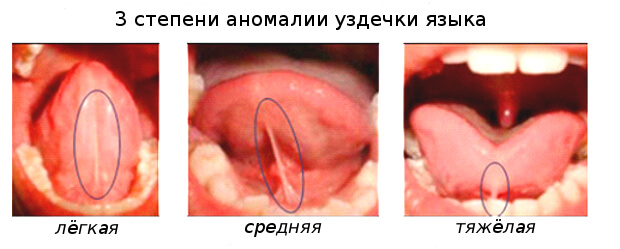 3 степени аномалии уздечки языка
лёгкая
средняя
тяжёлая